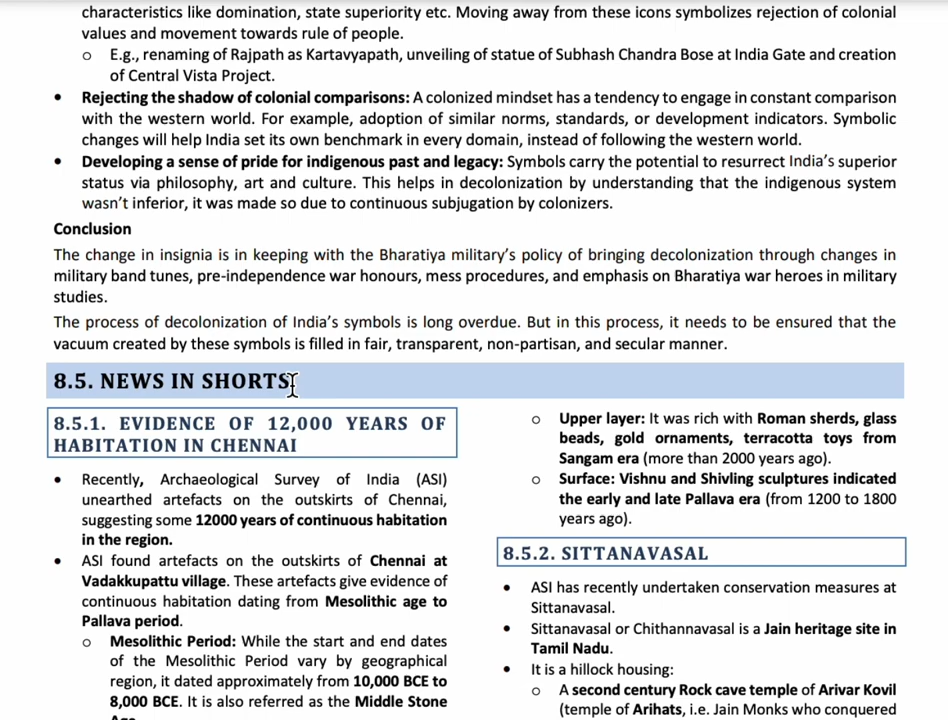 characteristics like domination, state superiority etc. Moving away from these icons symbolizes rejection of colonial
values and movement towards rule of people.
o E.g., renaming of Rajpath as Kartavyapath, unveiling of statue of Subhash Chandra Bose at India Gate and creation
of Central Vista Project.
• Rejecting the shadow of colonial comparisons: A colonized mindset has a tendency to engage in constant comparison
with the western world. For example, adoption of similar norms, standards, or development indicators. Symbolic
changes will help India set its own benchmark in every domain, instead of following the western world.
• Developing a sense of pride for indigenous past and legacy: Symbols carry the potential to resurrect India's superior
status via philosophy, art and culture. This helps in decolonization by understanding that the indigenous system
wasn't inferior, it was made so due to continuous subjugation by colonizers.
Conclusion
The change in insignia is in keeping with the Bharatiya military's policy of bringing decolonization through changes in
military band tunes, pre-independence war honours, mess procedures, and emphasis on Bharatiya war heroes in military
studies.
The process of decolonization of India's symbols is long overdue. But in this process, it needs to be ensured that the
vacuum created by these symbols is filled in fair, transparent, non-partisan, and secular manner.
8.5. NEWS IN SHORTS
8.5.1. EVIDENCE OF 12,000 YEARS OF
HABITATION IN CHENNAI
• Recently, Archaeological Survey of India (ASI)
unearthed artefacts on the outskirts of Chennai,
suggesting some 12000 years of continuous habitation
in the region.
• ASI found artefacts on the outskirts of Chennai at
Vadakkupattu village. These artefacts give evidence of
continuous habitation dating from Mesolithic age to
Pallava period.
o Mesolithic Period: While the start and end dates
of the Mesolithic Period vary by geographical
region, it dated approximately from 10,000 BCE to
8,000 BCE. It is also referred as the Middle Stone
o Upper layer: It was rich with Roman sherds, glass
beads, gold ornaments, terracotta toys from
Sangam era (more than 2000 years ago).
o Surface: Vishnu and Shivling sculptures indicated
the early and late Pallava era (from 1200 to 1800
years ago).
8.5.2. SITTANAVASAL
• ASI has recently undertaken conservation measures at
Sittanavasal.
• Sittanavasal or Chithannavasal is a Jain heritage site in
Tamil Nadu.
• It is a hillock housing:
o A second century Rock cave temple of Arivar Kovil
(temple of Arihats, i.e. Jain Monks who conquered